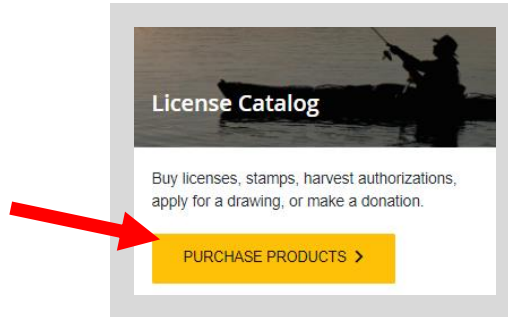 License Catalog
Buy licenses, stamps, harvest authorizations,
apply for a drawing, or make a donation.
PURCHASE PRODUCTS >